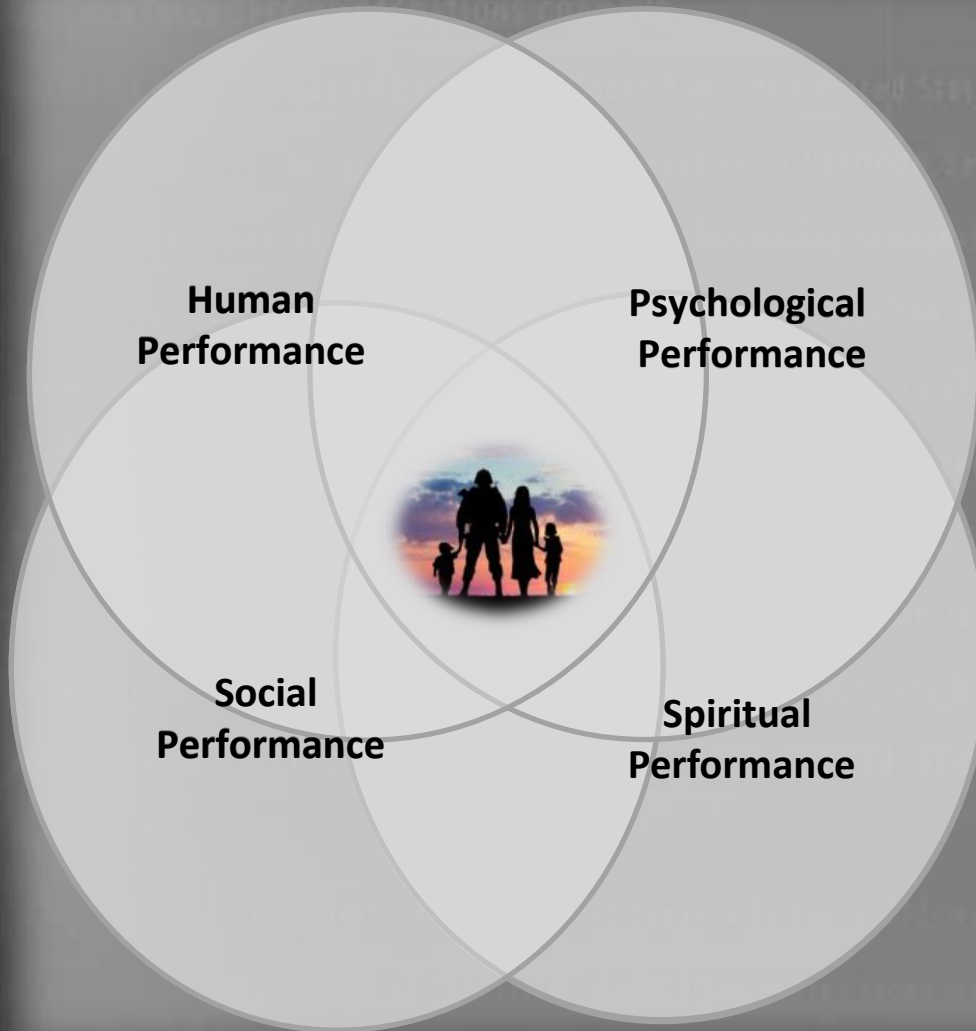 Human
Performance
Psychological
Performance
Social
Performance
Spiritual
Performance